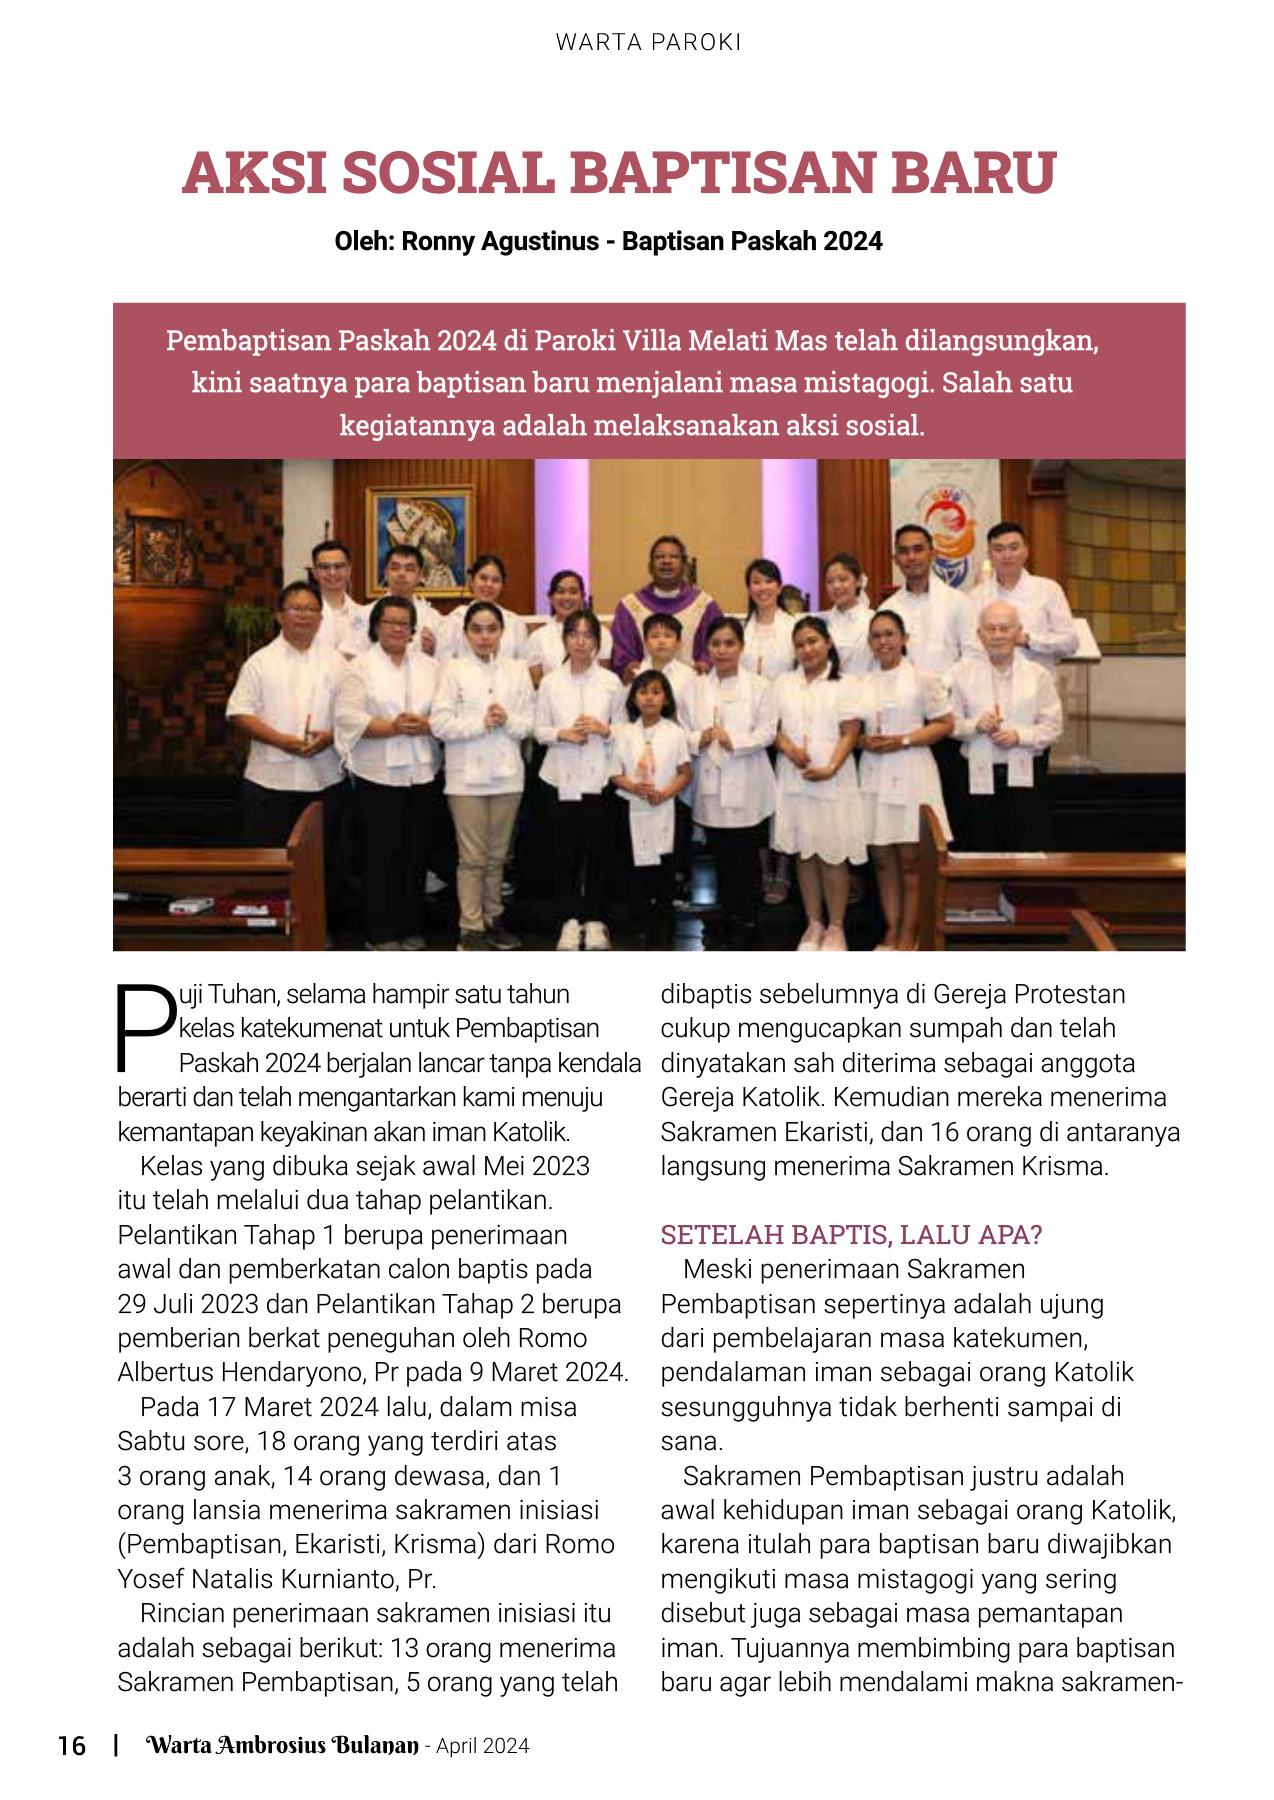 WARTA PAROKI
AKSI SOSIAL BAPTISAN BARU
Oleh: Ronny Agustinus - Baptisan Paskah 2024
Pembaptisan Paskah 2024 di Paroki Villa Melati Mas telah dilangsungkan,
kini saatnya para baptisan baru menjalani masa mistagogi. Salah satu
kegiatannya adalah melaksanakan aksi sosial.
Puji Tuhan, selama hampir satu tahun
kelas katekumenat untuk Pembaptisan
Paskah 2024 berjalan lancar tanpa kendala
berarti dan telah mengantarkan kami menuju
kemantapan keyakinan akan iman Katolik.
Kelas yang dibuka sejak awal Mei 2023
itu telah melalui dua tahap pelantikan.
Pelantikan Tahap 1 berupa penerimaan
awal dan pemberkatan calon baptis pada
29 Juli 2023 dan Pelantikan Tahap 2 berupa
pemberian berkat peneguhan oleh Romo
Albertus Hendaryono, Pr pada 9 Maret 2024.
Pada 17 Maret 2024 lalu, dalam misa
Sabtu sore, 18 orang yang terdiri atas
3 orang anak, 14 orang dewasa, dan 1
orang lansia menerima sakramen inisiasi
(Pembaptisan, Ekaristi, Krisma) dari Romo
Yosef Natalis Kurnianto, Pr.
Rincian penerimaan sakramen inisiasi itu
adalah sebagai berikut: 13 orang menerima
Sakramen Pembaptisan, 5 orang yang telah
dibaptis sebelumnya di Gereja Protestan
cukup mengucapkan sumpah dan telah
dinyatakan sah diterima sebagai anggota
Gereja Katolik. Kemudian mereka menerima
Sakramen Ekaristi, dan 16 orang di antaranya
langsung menerima Sakramen Krisma.
SETELAH BAPTIS, LALU APA?
Meski penerimaan Sakramen
Pembaptisan sepertinya adalah ujung
dari pembelajaran masa katekumen,
pendalaman iman sebagai orang Katolik
sesungguhnya tidak berhenti sampai di
sana.
Sakramen Pembaptisan justru adalah
awal kehidupan iman sebagai orang Katolik,
karena itulah para baptisan baru diwajibkan
mengikuti masa mistagogi yang sering
disebut juga sebagai masa pemantapan
iman. Tujuannya membimbing para baptisan
baru agar lebih mendalami makna sakramen-
16 | Warta Ambrosius Bulanan - April 2024